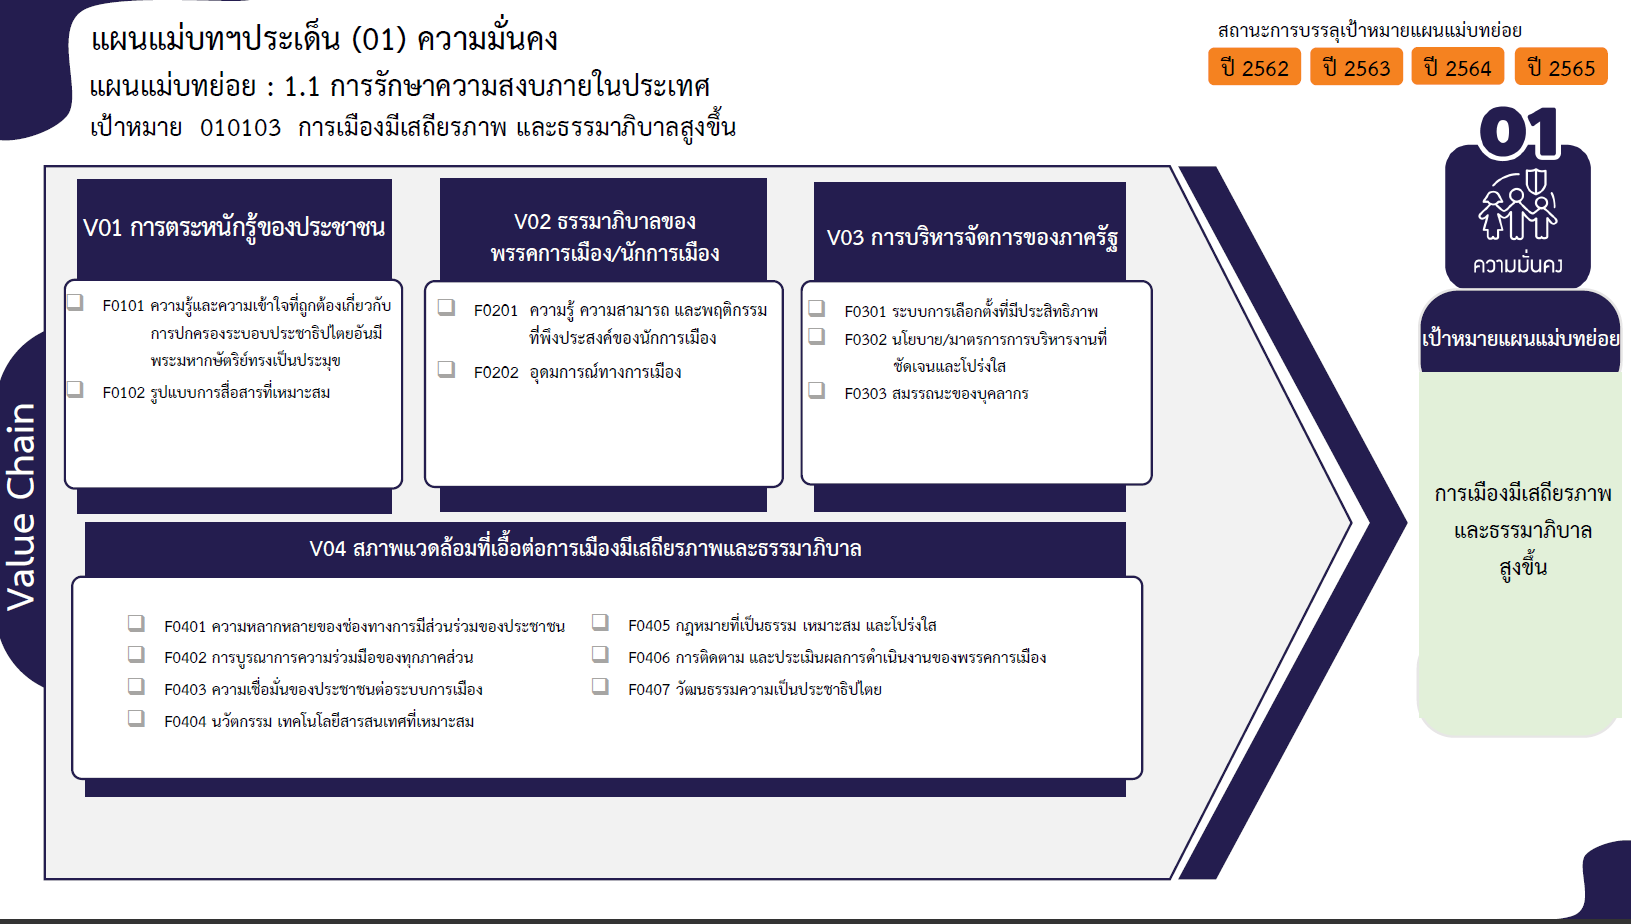 แผนแม่บทฯประเด็น (01) ความมั่นคง
แผนแม่บทย่อย : 1.1 การรักษาความสงบภายในประเทศ
เป้าหมาย 010103 การเมืองมีเสถียรภาพ และธรรมาภิบาลสูงขึ้น
สถานะการบรรลุเป้าหมายแผนแม่บทย่อย
ปี 2562 ปี 2563 ปี 2564 ปี 2565
01
ความมั่นคง
เป้าหมายแผนแม่บทย่อย
การเมืองมีเสถียรภาพ
และธรรมาภิบาล
สูงขึ้น
Value Chain
V01 การตระหนักรู้ของประชาชน
F0101 ความรู้และความเข้าใจที่ถูกต้องเกี่ยวกับ
การปกครองระบอบประชาธิปไตยอันมี
พระมหากษัตริย์ทรงเป็นประมุข
F0102 รูปแบบการสื่อสารที่เหมาะสม
V02 ธรรมาภิบาลของ
พรรคการเมือง/นักการเมือง
F0201 ความรู้ ความสามารถ และพฤติกรรม
ที่พึงประสงค์ของนักการเมือง
F0202 อุดมการณ์ทางการเมือง
V03 การบริหารจัดการของภาครัฐ
F0301 ระบบการเลือกตั้งที่มีประสิทธิภาพ
F0302 นโยบาย/มาตรการการบริหารงานที่
ชัดเจนและโปร่งใส
F0303 สมรรถนะของบุคลากร
V04 สภาพแวดล้อมที่เอื้อต่อการเมืองมีเสถียรภาพและธรรมาภิบาล
F0401 ความหลากหลายของช่องทางการมีส่วนร่วมของประชาชน
F0402 การบูรณาการความร่วมมือของทุกภาคส่วน
F0403 ความเชื่อมั่นของประชาชนต่อระบบการเมือง
F0404 นวัตกรรม เทคโนโลยีสารสนเทศที่เหมาะสม
F0405 กฎหมายที่เป็นธรรม เหมาะสม และโปร่งใส
F0406 การติดตาม และประเมินผลการดำเนินงานของพรรคการเมือง
F0407 วัฒนธรรมความเป็นประชาธิปไตย